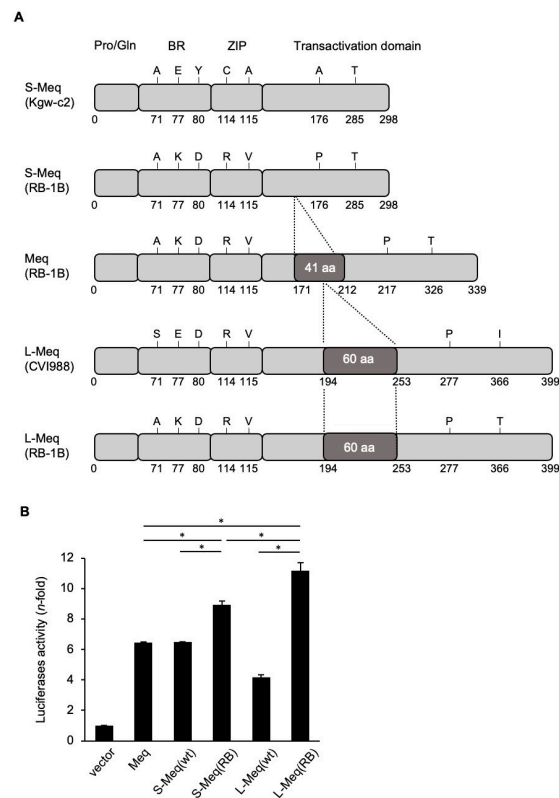 A
Pro/Gln BR ZIP Transactivation domain
A E Y C A A T
S-Meq
(Kgw-c2)
0 71 77 80 114 115 176 285 298
A K D R V P T
S-Meq
(RB-1B)
0 71 77 80 114 115 176 285 298
A K D R V P T
Meq
(RB-1B)
41 aa
0 71 77 80 114 115 171 212 217 326 339
S E D R V P I
L-Meq
(CVI988)
60 aa
0 71 77 80 114 115 194 253 277 366 399
A K D R V P T
L-Meq
(RB-1B)
60 aa
0 71 77 80 114 115 194 253 277 366 399
B
*
* *
* *
12
10
8
6
4
2
0
Luciferases activity (n-fold)
vector Meq S-Meq(wt) S-Meq(RB) L-Meq(wt) L-Meq(RB)